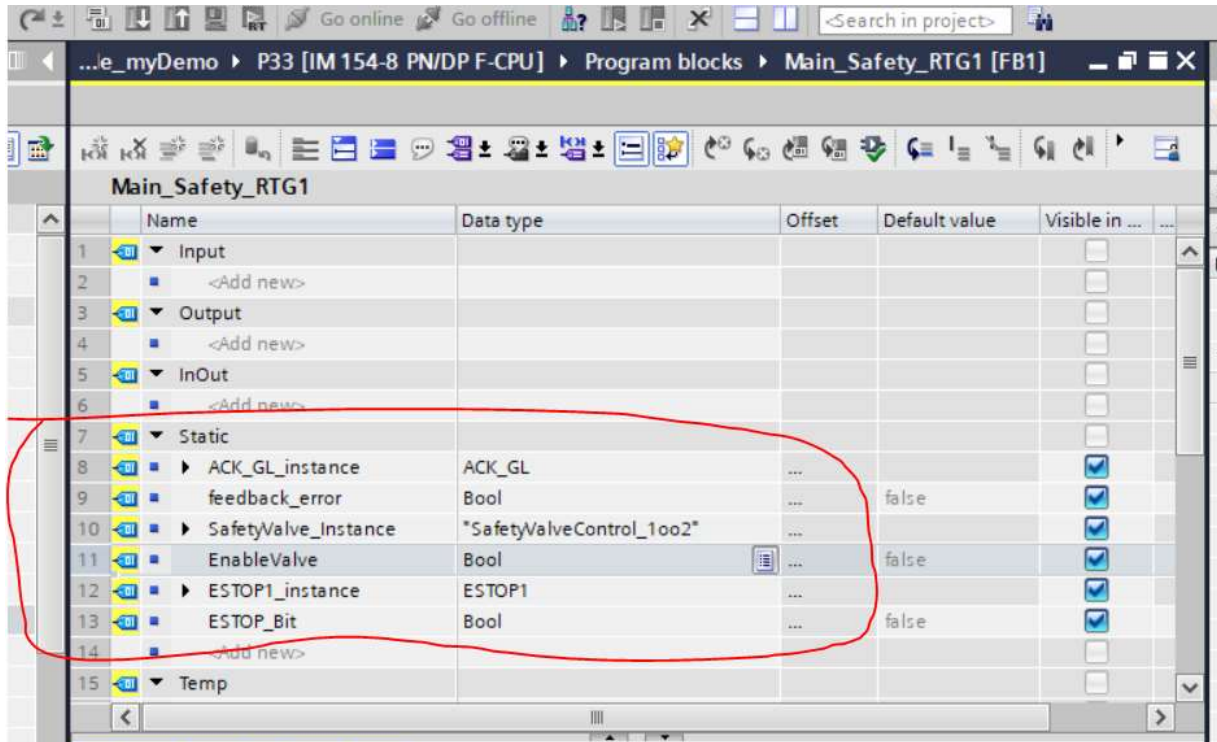 RT Go online Go offline <Search in project>
...le_myDemo P33 [IM 154-8 PN/DP F-CPU] Program blocks Main_Safety_RTG1 [FB1]
Main_Safety_RTG1
Name Data type Offset Default value Visible in ... ...
1 Input
2 <Add new>
3 Output
4 <Add new>
5 InOut
6 <Add new>
7 Static
8 ACK_GL_instance ACK_GL ...
9 feedback_error Bool ... false
10 SafetyValve_Instance "SafetyValveControl_1oo2" ...
11 EnableValve Bool ... false
12 ESTOP1_instance ESTOP1 ...
13 ESTOP_Bit Bool ... false
14 <Add new>
15 Temp